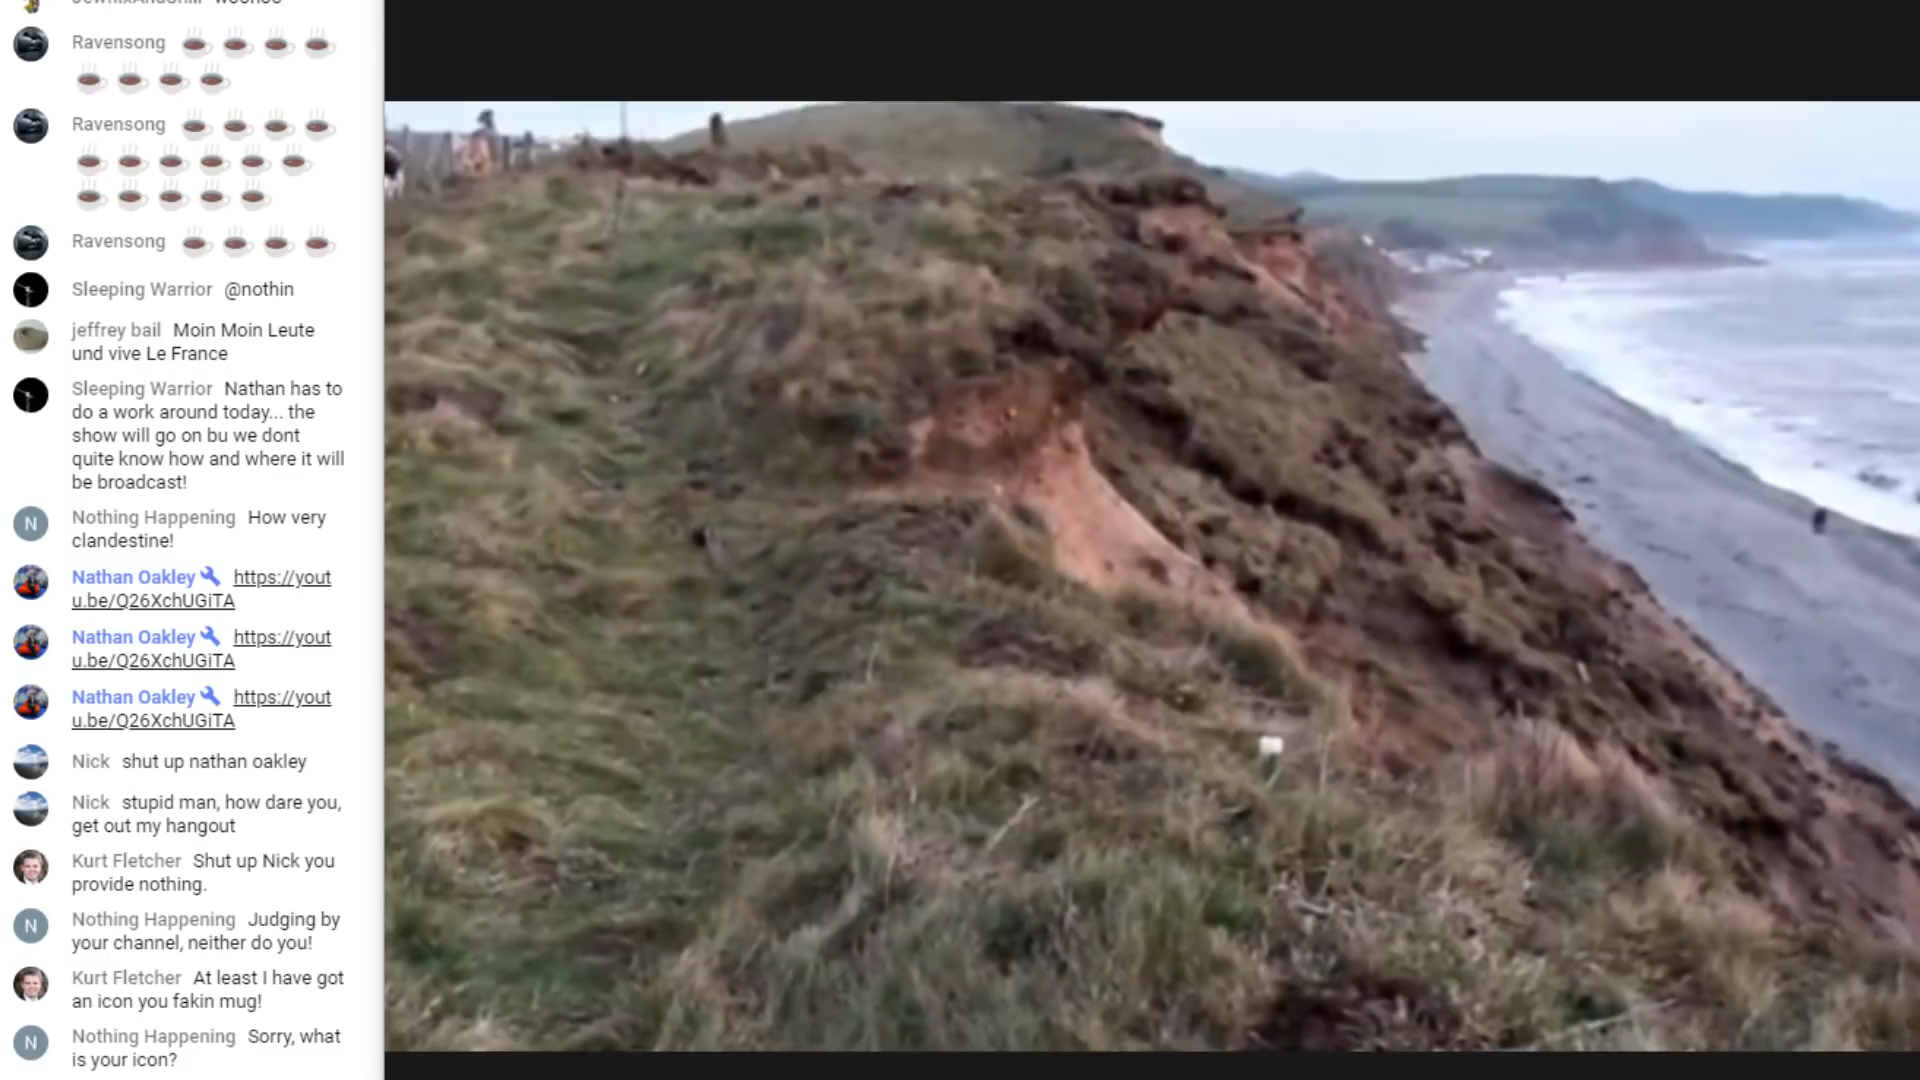 Ravensong
Ravensong
Ravensong
Sleeping Warrior @nothin
jeffrey bail Moin Moin Leute
und vive Le France
Sleeping Warrior Nathan has to
do a work around today... the
show will go on bu we dont
quite know how and where it will
be broadcast!
N Nothing Happening How very
clandestine!
Nathan Oakley https://yout
u.be/Q26XchUGiTA
Nathan Oakley https://yout
u.be/Q26XchUGiTA
Nathan Oakley https://yout
u.be/Q26XchUGiTA
Nick shut up nathan oakley
Nick stupid man, how dare you,
get out my hangout
Kurt Fletcher Shut up Nick you
provide nothing.
N Nothing Happening Judging by
your channel, neither do you!
Kurt Fletcher At least I have got
an icon you fakin mug!
N Nothing Happening Sorry, what
is your icon?